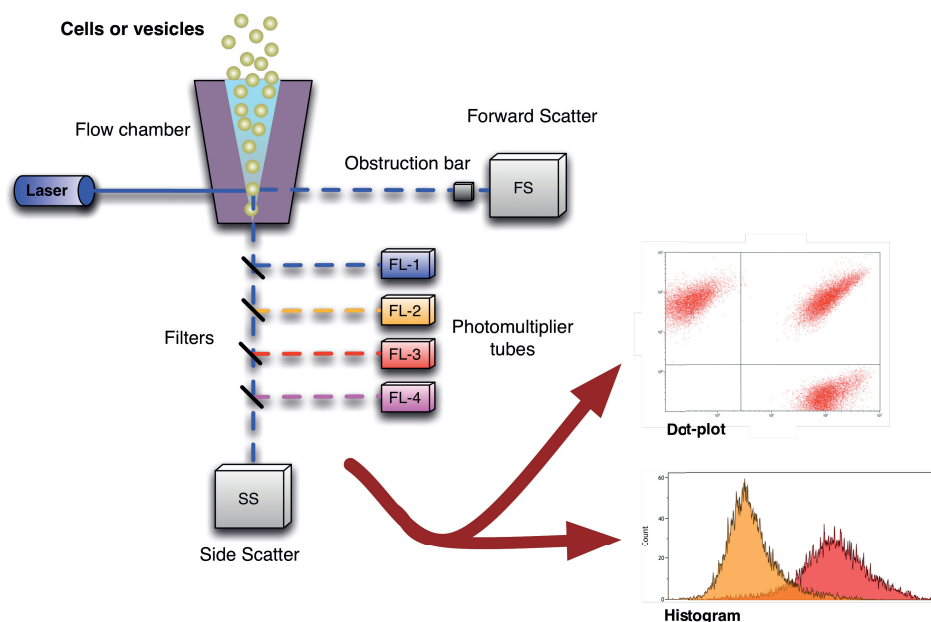 Cells or vesicles
Flow chamber
Forward Scatter
Obstruction bar
Laser
FS
FL-1
FL-2
Filters
Photomultiplier
tubes
FL-3
FL-4
SS
Side Scatter
Dot-plot
60
40
20
0
Count
Histogram